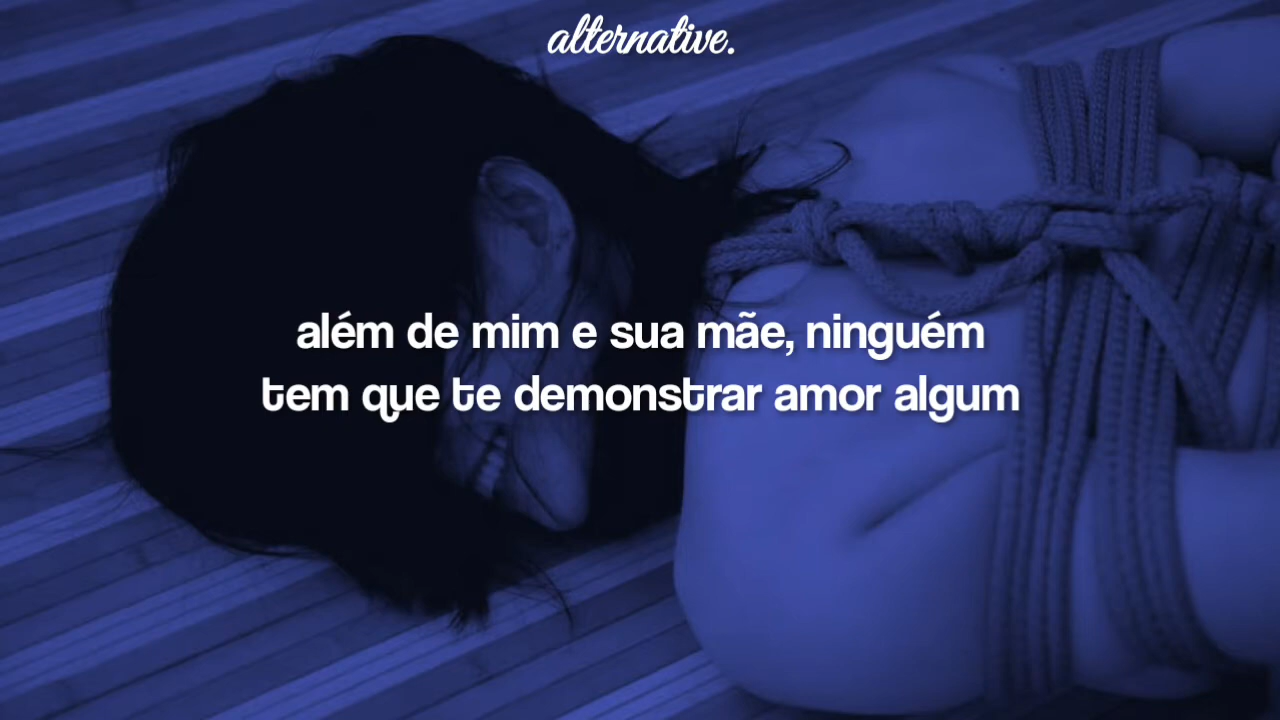 alternative.
além de mim e sua mãe, ninguém
tem que te demonstrar amor algum